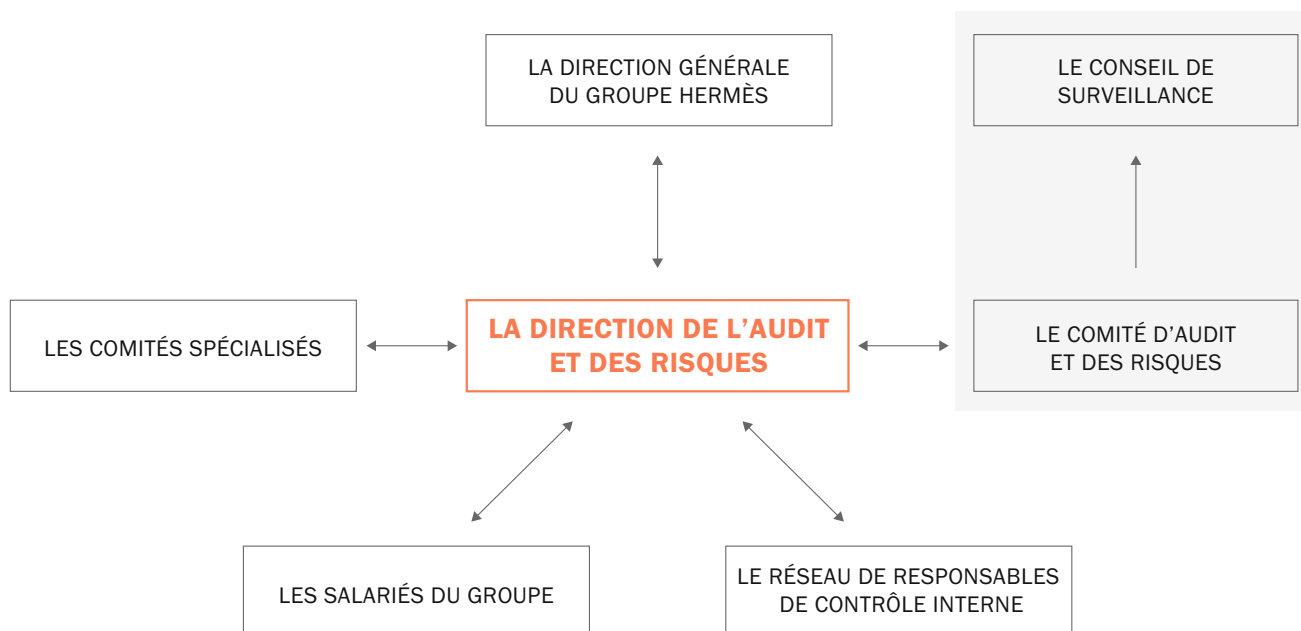 LA DIRECTION GÉNÉRALE
DU GROUPE HERMÈS
LE CONSEIL DE
SURVEILLANCE
LES COMITÉS SPÉCIALISÉS
LA DIRECTION DE L’AUDIT
ET DES RISQUES
LE COMITÉ D’AUDIT
ET DES RISQUES
LES SALARIÉS DU GROUPE
LE RÉSEAU DE RESPONSABLES
DE CONTRÔLE INTERNE